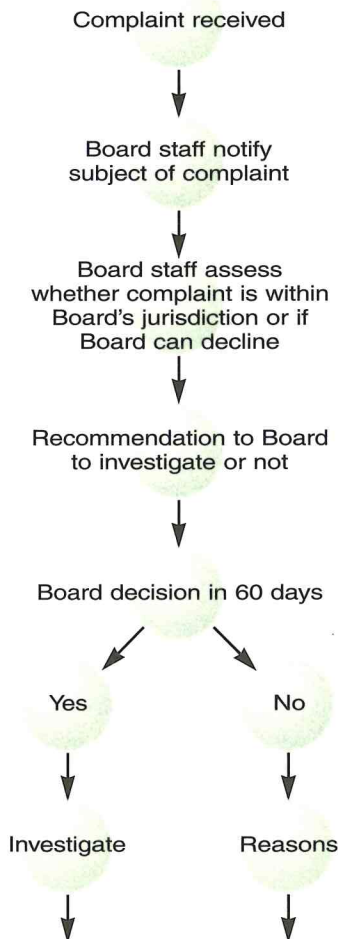 Complaint received
Board staff notify
subject of complaint
Board staff assess
whether complaint is within
Board's jurisdiction or if
Board can decline
Recommendation to Board
to investigate or not
Board decision in 60 days
Yes
No
Investigate
Reasons